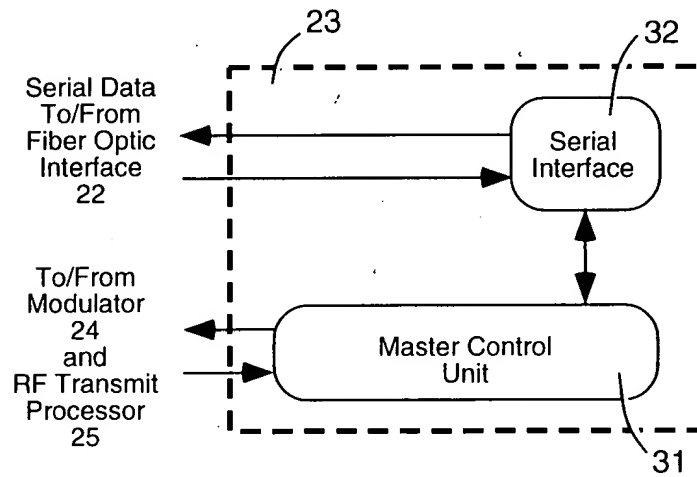 23
32
Serial Data
To/From
Fiber Optic
Interface
22
Serial
Interface
To/From
Modulator
24
and
RF Transmit
Processor
25
Master Control
Unit
31